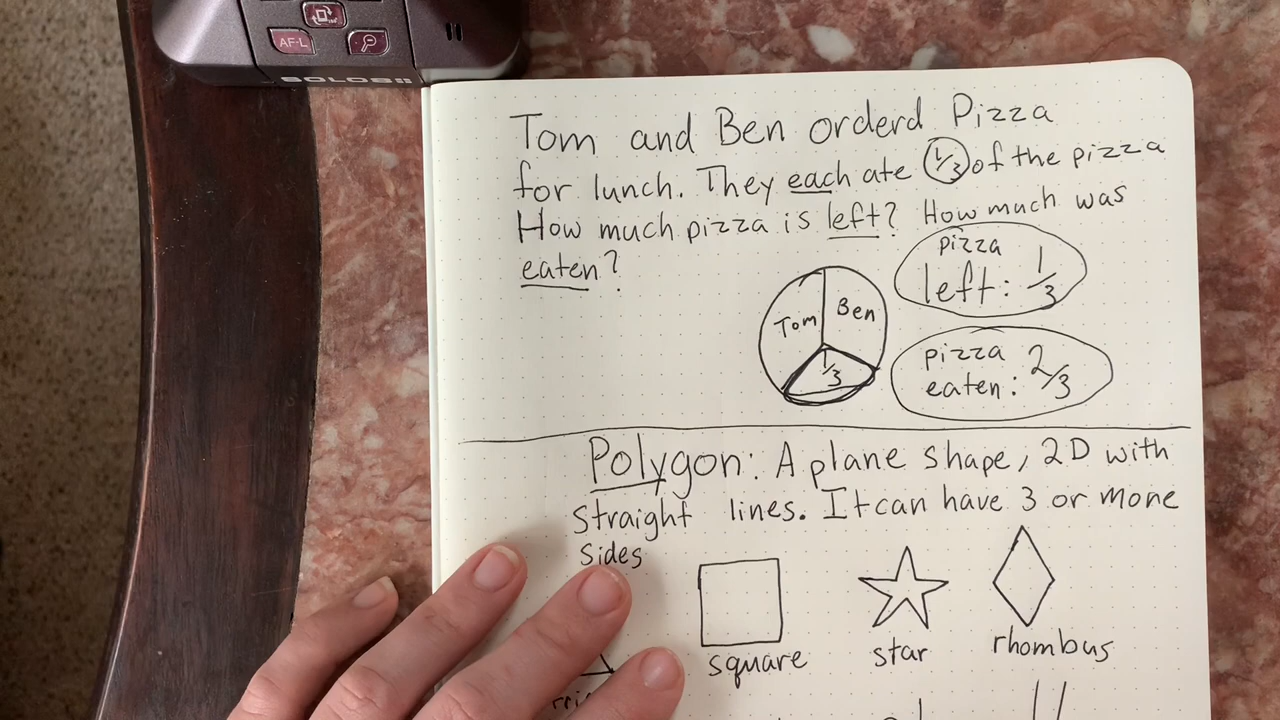 AF-L
SOLOS
Tom and Ben orderd Pizza
for lunch. They each ate 1/3 of the pizza
How much pizza is left? How much was
eaten?
pizza
left: 1/3
Tom
Ben
1/3
pizza
eaten: 2/3
Polygon: A plane shape, 2D with
straight lines. It can have 3 or more
sides
square
star
rhombus